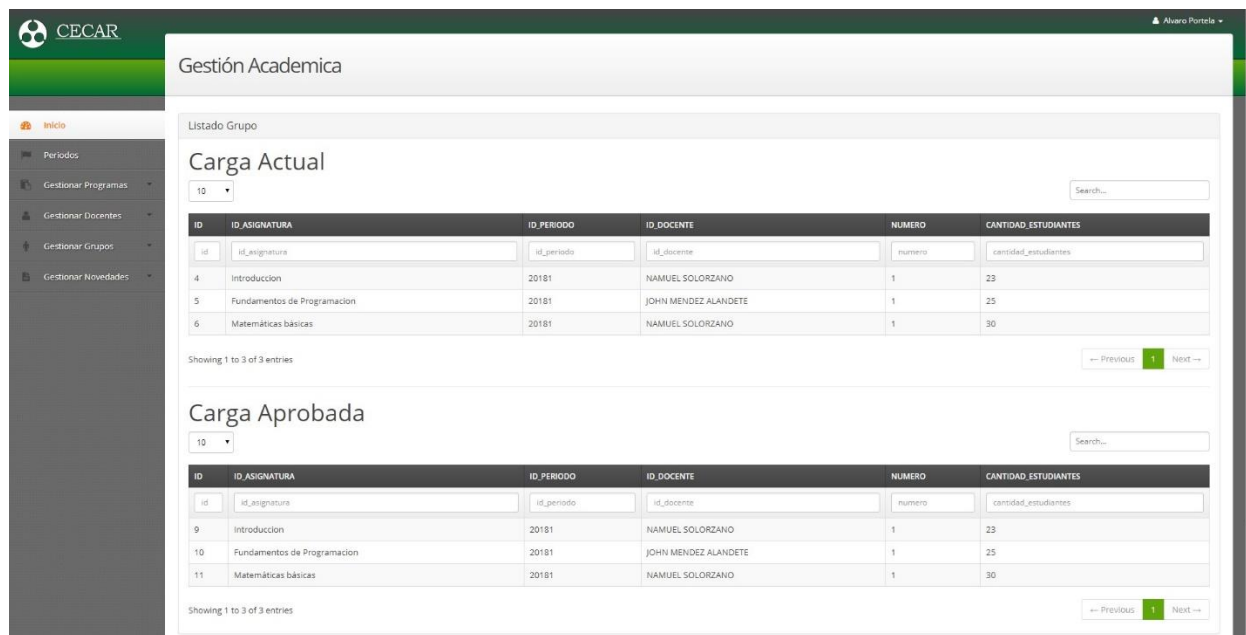 CECAR
Alvaro Portela
Gestión Academica
Inicio
Periodos
Gestionar Programas
Gestionar Docentes
Gestionar Grupos
Gestionar Novedades
Listado Grupo
Carga Actual
10
Search...
ID ID_ASIGNATURA ID_PERIODO ID_DOCENTE NUMERO CANTIDAD_ESTUDIANTES
id id_asignatura id_periodo id_docente numero cantidad_estudiantes
4 Introduccion 20181 NAMUEL SOLORZANO 1 23
5 Fundamentos de Programacion 20181 JOHN MENDEZ ALANDETE 1 25
6 Matemáticas básicas 20181 NAMUEL SOLORZANO 1 30
Showing 1 to 3 of 3 entries
← Previous 1 Next →
Carga Aprobada
10
Search...
ID ID_ASIGNATURA ID_PERIODO ID_DOCENTE NUMERO CANTIDAD_ESTUDIANTES
id id_asignatura id_periodo id_docente numero cantidad_estudiantes
9 Introduccion 20181 NAMUEL SOLORZANO 1 23
10 Fundamentos de Programacion 20181 JOHN MENDEZ ALANDETE 1 25
11 Matemáticas básicas 20181 NAMUEL SOLORZANO 1 30
Showing 1 to 3 of 3 entries
← Previous 1 Next →